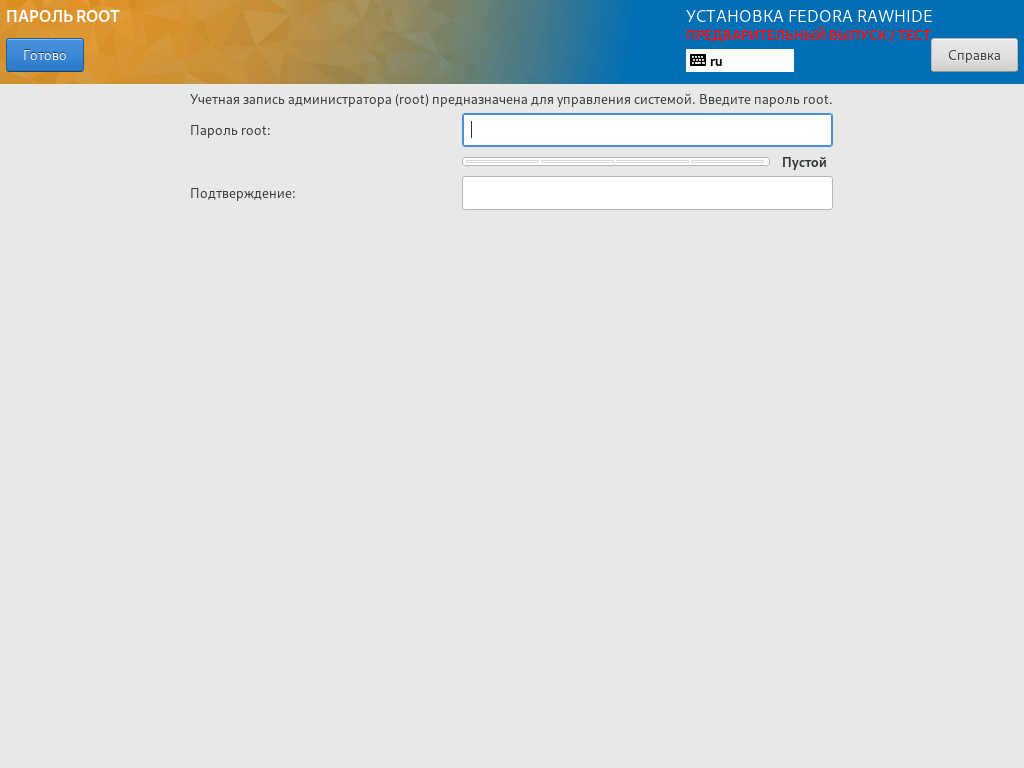 ПАРОЛЬ ROOT
УСТАНОВКА FEDORA RAWHIDE
ПРЕДВАРИТЕЛЬНЫЙ ВЫПУСК / ТЕСТ
Готово
ru
Справка
Учетная запись администратора (root) предназначена для управления системой. Введите пароль root.
Пароль root:
Пустой
Подтверждение: